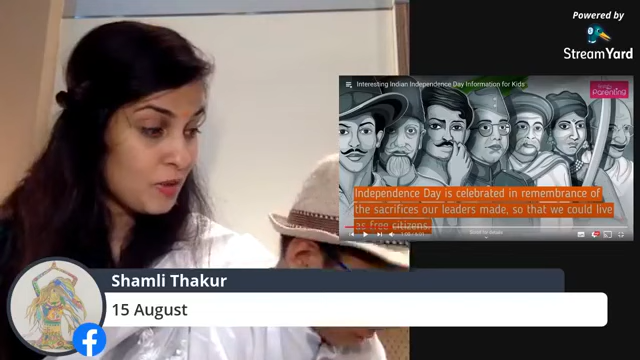 Powered by
StreamYard
Interesting Indian Independence Day Information for Kids
Parenting
Independence Day is celebrated in remembrance of
the sacrifices our leaders made, so that we could live
as free citizens.
Shamli Thakur
15 August